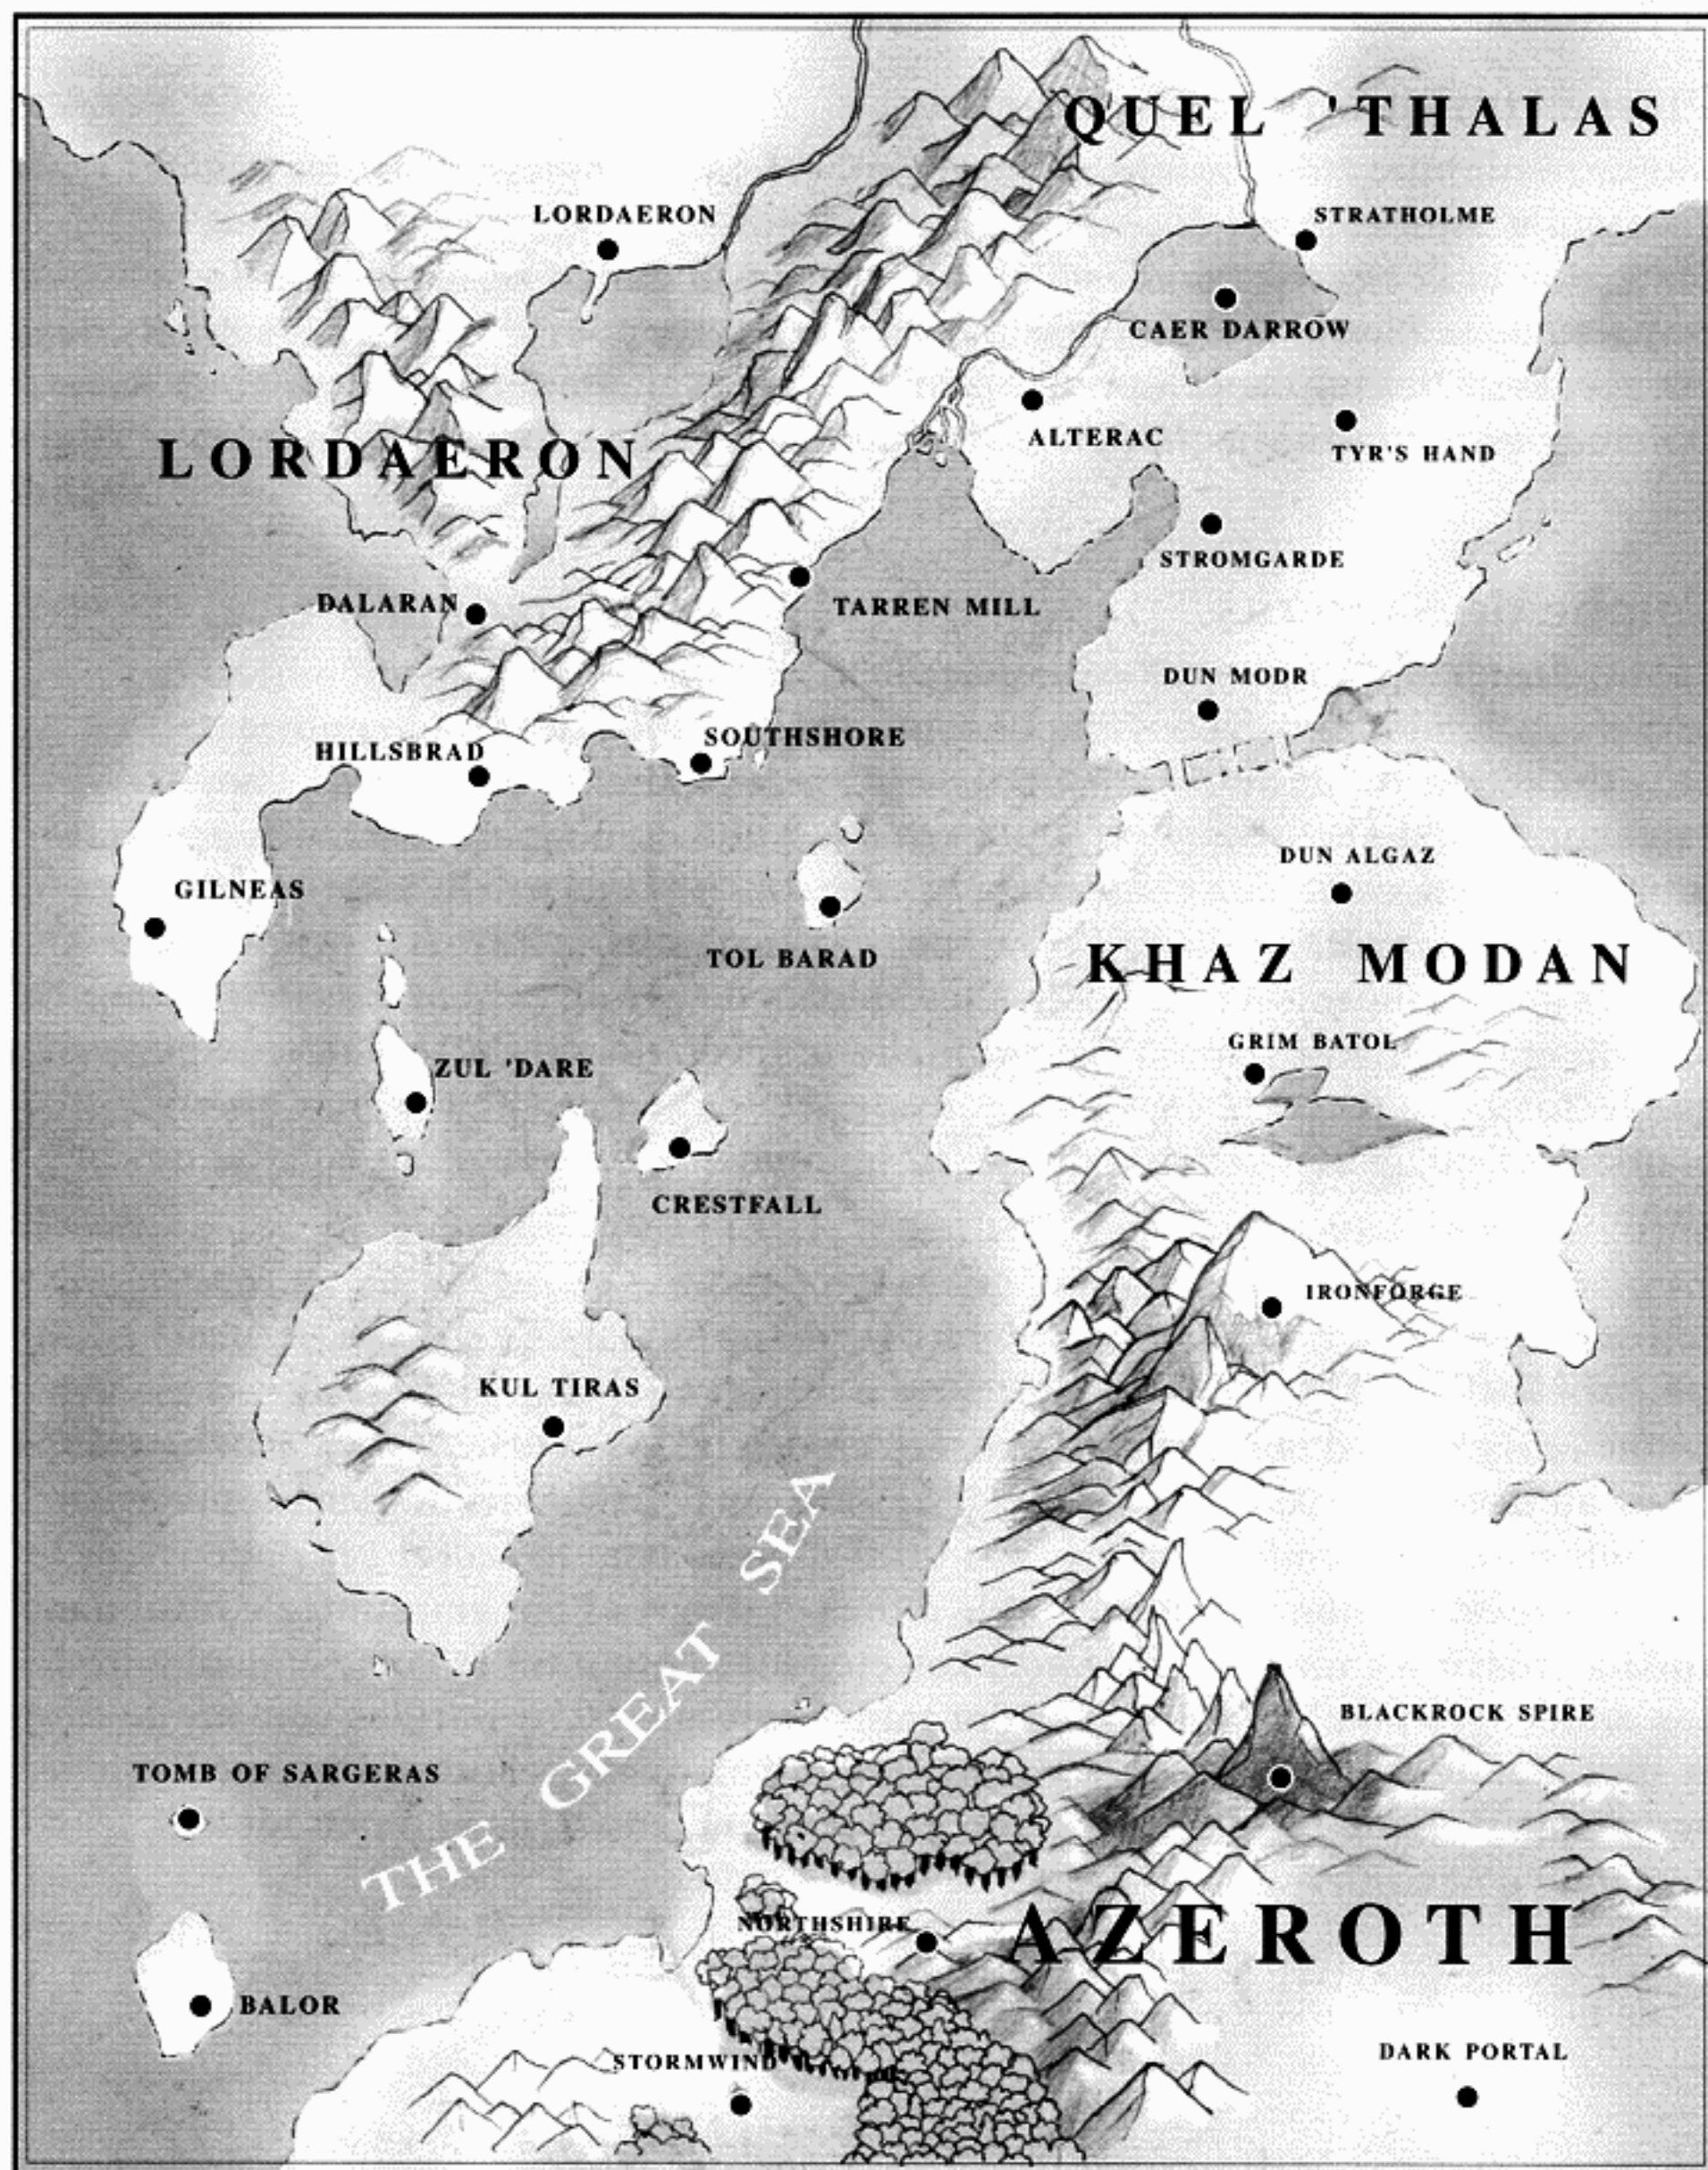 QUEL 'THALAS
LORDAERON
STRATHOLME
CAER DARROW
ALTERAC
TYR'S HAND
LORDAERON
STROMGARDE
DALARAN
TARREN MILL
DUN MODR
HILLSBRAD
SOUTHSHORE
DUN ALGAZ
GILNEAS
TOL BARAD
KHAZ MODAN
GRIM BATOL
ZUL 'DARE
CRESTFALL
IRONFORGE
KUL TIRAS
THE GREAT SEA
BLACKROCK SPIRE
TOMB OF SARGERAS
NORTHSHIRE
AZEROTH
BALOR
STORMWIND
DARK PORTAL